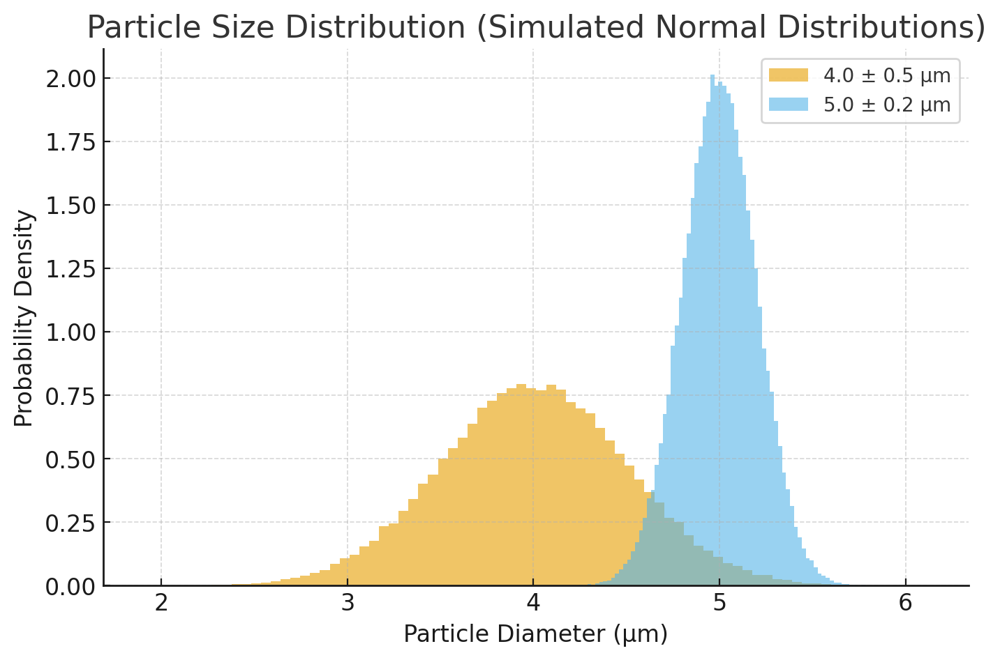 Particle Size Distribution (Simulated Normal Distributions)
4.0 ± 0.5 μm
5.0 ± 0.2 μm
Probability Density
2.00
1.75
1.50
1.25
1.00
0.75
0.50
0.25
0.00
2 3 4 5 6
Particle Diameter (μm)